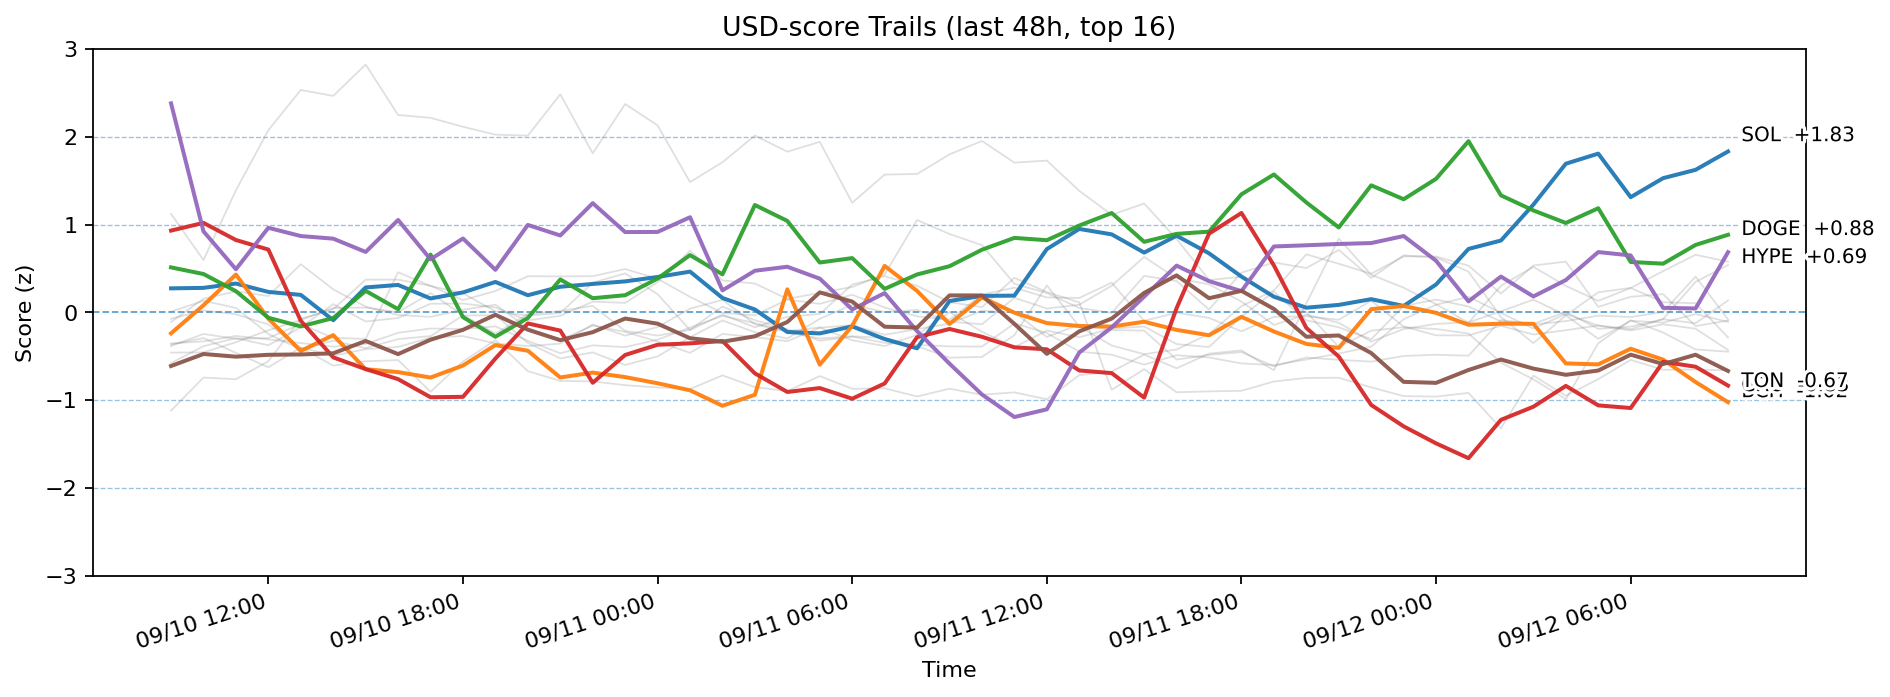 USD-score Trails (last 48h, top 16)
3
2
1
0
−1
−2
−3
Score (z)
SOL +1.83
DOGE +0.88
HYPE +0.69
TON -0.67
09/10 12:00
09/10 18:00
09/11 00:00
09/11 06:00
09/11 12:00
09/11 18:00
09/12 00:00
09/12 06:00
Time